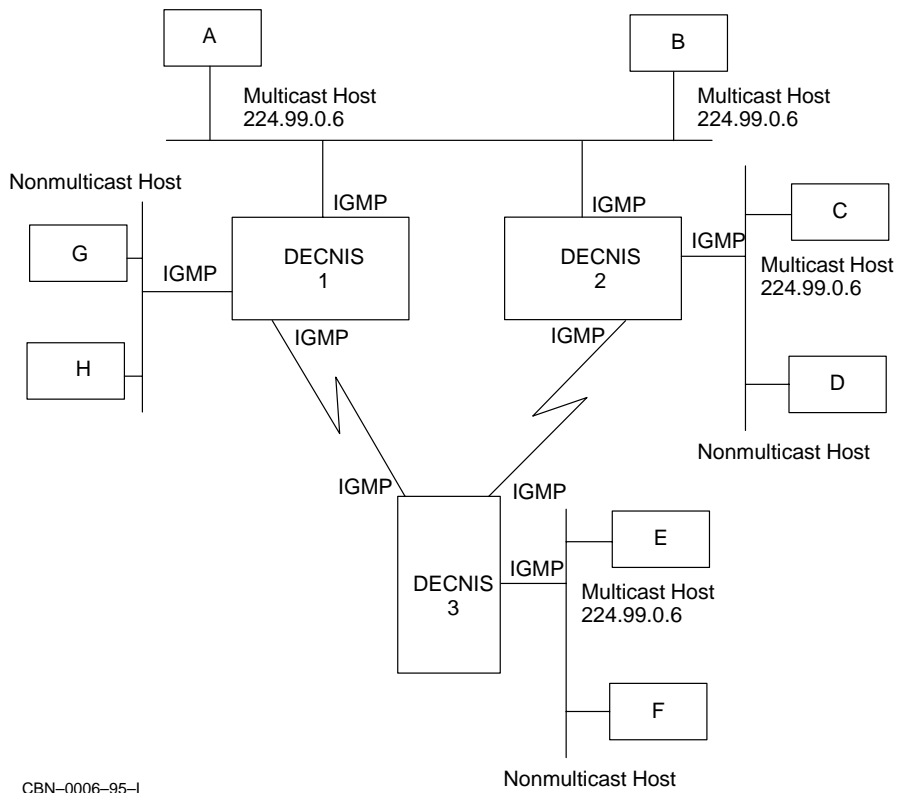 A
B
Multicast Host
224.99.0.6
Multicast Host
224.99.0.6
Nonmulticast Host
IGMP
IGMP
C
G
DECNIS
1
DECNIS
2
IGMP
IGMP
Multicast Host
224.99.0.6
H
IGMP
IGMP
D
Nonmulticast Host
IGMP
IGMP
E
DECNIS
3
IGMP
Multicast Host
224.99.0.6
F
Nonmulticast Host
CBN–0006–95–I